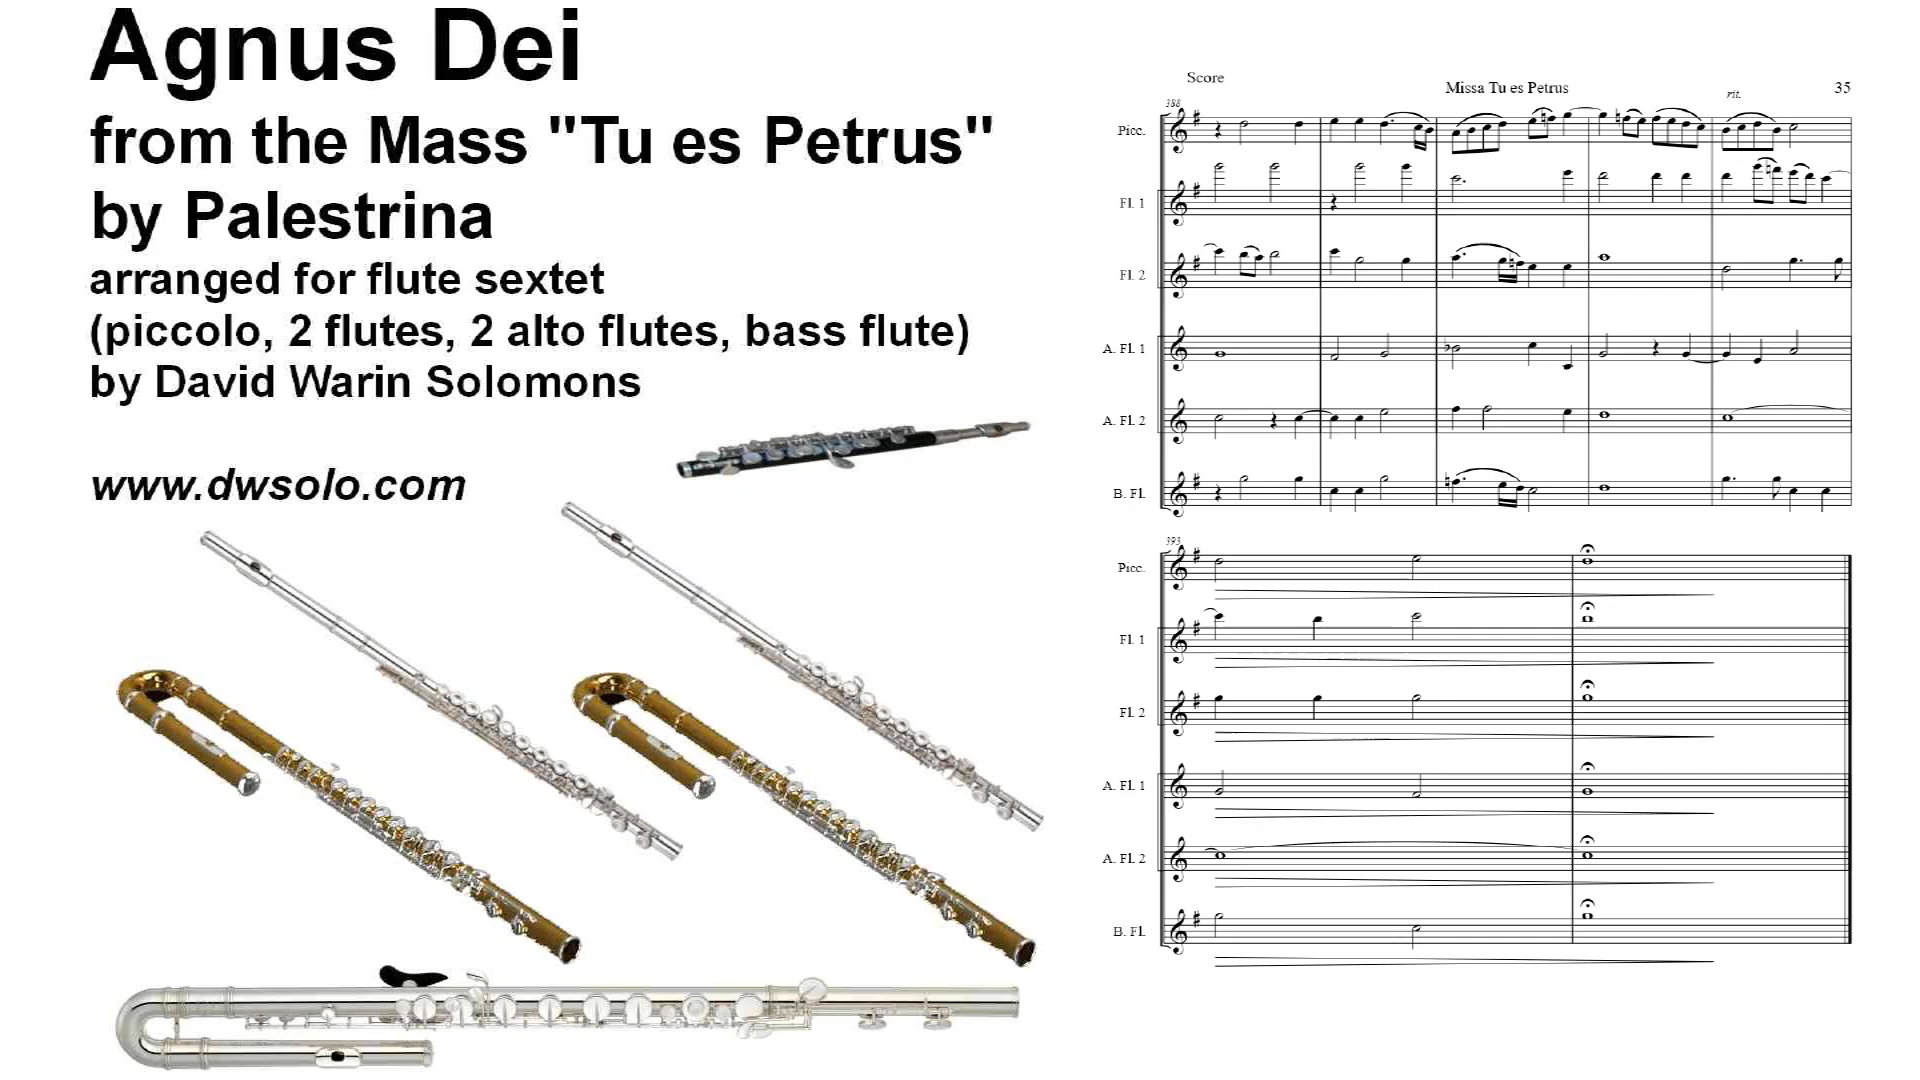 Agnus Dei
from the Mass "Tu es Petrus"
by Palestrina
arranged for flute sextet
(piccolo, 2 flutes, 2 alto flutes, bass flute)
by David Warin Solomons
www.dwsolo.com
Score
Missa Tu es Petrus
35
rit.
388
Picc.
Fl. 1
Fl. 2
A. Fl. 1
A. Fl. 2
B. Fl.
393
Picc.
Fl. 1
Fl. 2
A. Fl. 1
A. Fl. 2
B. Fl.